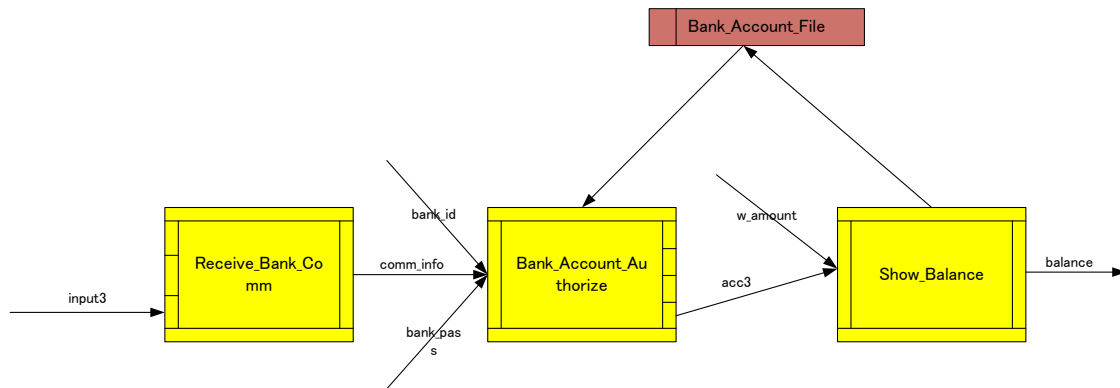 Bank_Account_File
bank_id
w_amount
Receive_Bank_Co
mm
comm_info
Bank_Account_Au
thorize
acc3
Show_Balance
balance
input3
bank_pas
s